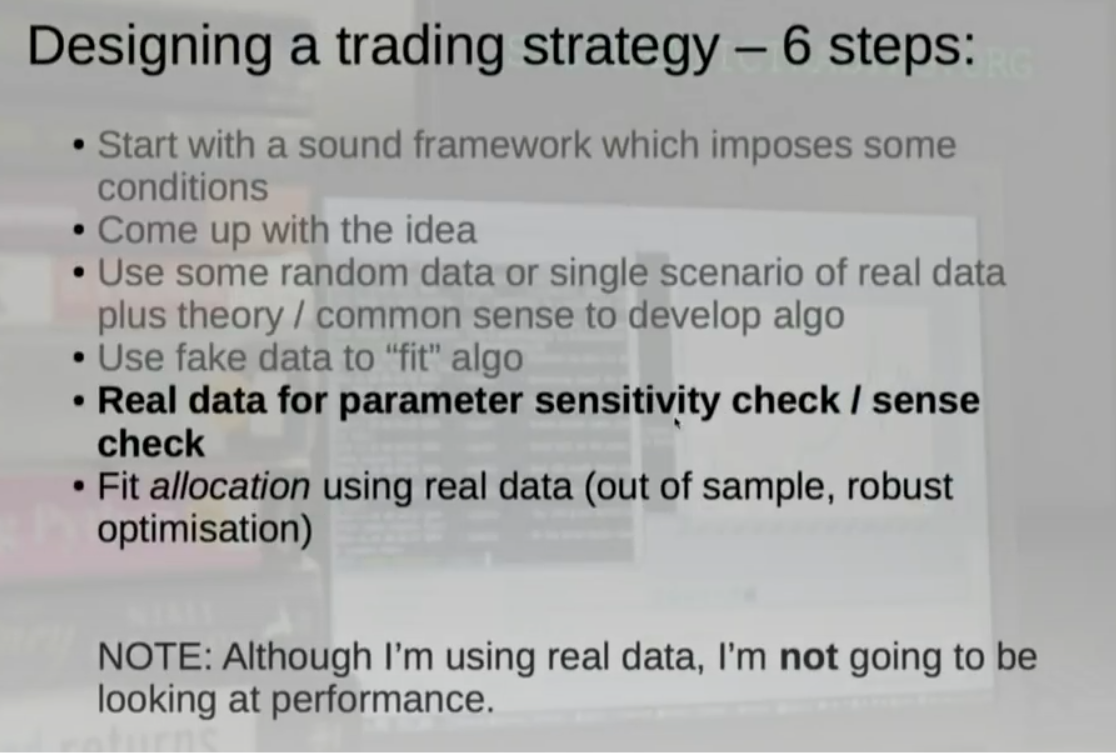 Designing a trading strategy – 6 steps:
• Start with a sound framework which imposes some
conditions
• Come up with the idea
• Use some random data or single scenario of real data
plus theory / common sense to develop algo
• Use fake data to “fit” algo
• Real data for parameter sensitivity check / sense
check
• Fit allocation using real data (out of sample, robust
optimisation)
NOTE: Although I’m using real data, I’m not going to be
looking at performance.